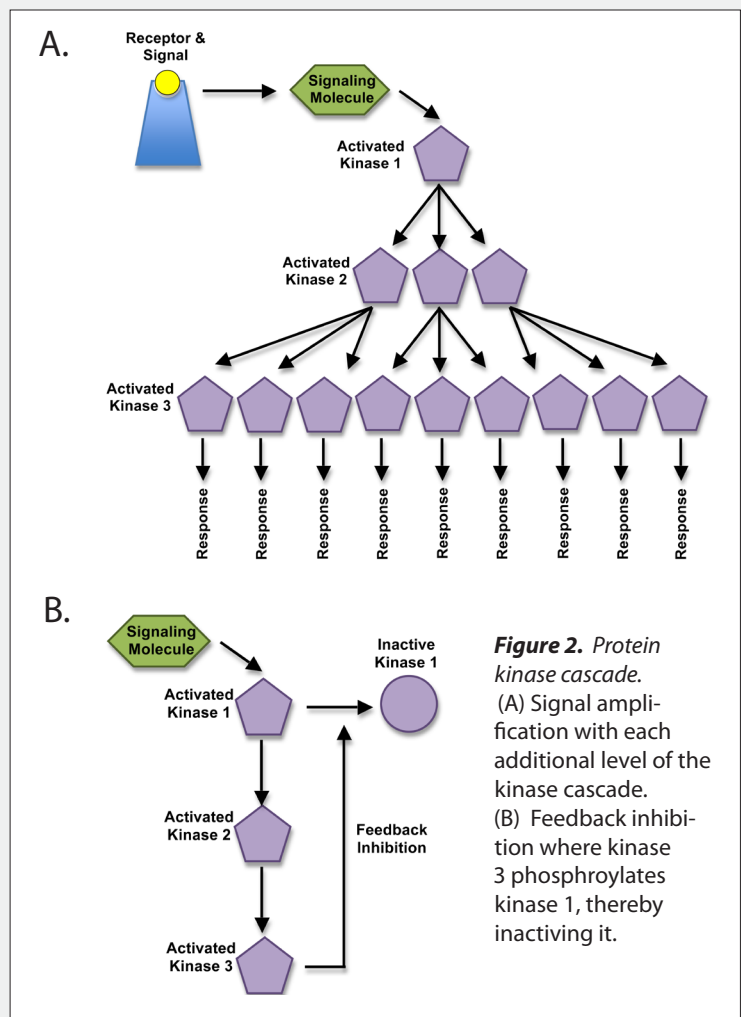 A.
Receptor &
Signal
Signaling
Molecule
Activated
Kinase 1
Activated
Kinase 2
Activated
Kinase 3
Response
Response
Response
Response
Response
Response
Response
Response
Response
B.
Signaling
Molecule
Inactive
Kinase 1
Activated
Kinase 1
Activated
Kinase 2
Feedback
Inhibition
Activated
Kinase 3
Figure 2. Protein
kinase cascade.
(A) Signal ampli-
fication with each
additional level of the
kinase cascade.
(B) Feedback inhibi-
tion where kinase
3 phosphroylates
kinase 1, thereby
inactiving it.